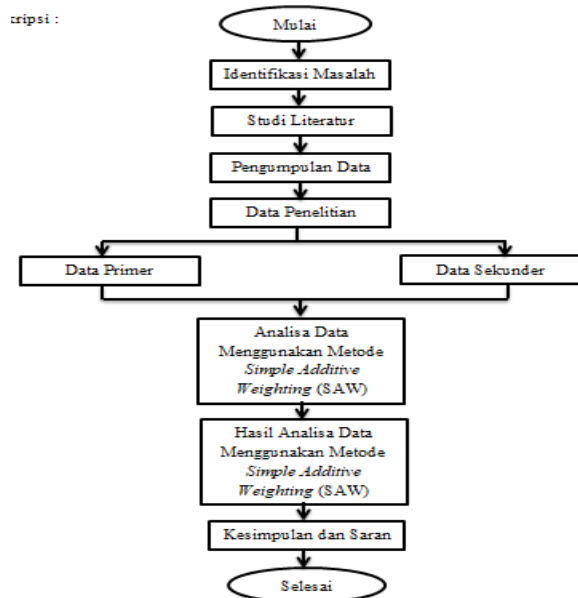 kripsi :
Mulai
Identifikasi Masalah
Studi Literatur
Pengumpulan Data
Data Penelitian
Data Primer
Data Sekunder
Analisa Data
Menggunakan Metode
Simple Additive
Weighting (SAW)
Hasil Analisa Data
Menggunakan Metode
Simple Additive
Weighting (SAW)
Kesimpulan dan Saran
Selesai